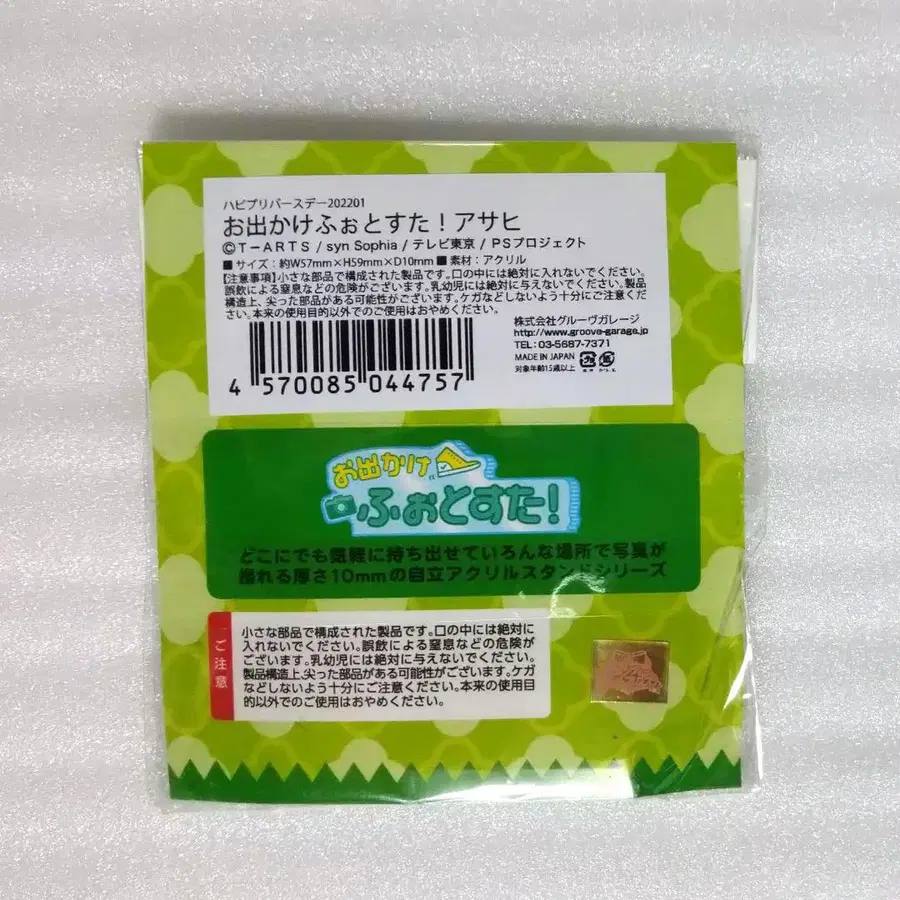 ハピプリバースデー202201
お出かけふぉとすた！アサヒ
©T-ARTS / syn Sophia / テレビ東京 / PSプロジェクト
■サイズ：約W57mm×H59mm×D10mm ■素材：アクリル
【注意事項】小さな部品で構成された製品です。口の中には絶対に入れないでください。
誤飲による窒息などの危険がございます。乳幼児には絶対に与えないでください。製品
構造上、尖った部品がある可能性がございます。ケガなどしないよう十分にご注意くださ
い。本来の使用目的以外でのご使用はおやめください。
株式会社グルーヴガレージ
http://www.groove-garage.jp
TEL：03-5687-7371
MADE IN JAPAN
対象年齢15歳以上
4 570085 044757
お出かけ
ふぉとすた！
どこにでも気軽に持ち出せていろんな場所で写真が
撮れる厚さ10mmの自立アクリルスタンドシリーズ
ご注意
小さな部品で構成された製品です。口の中には絶対に
入れないでください。誤飲による窒息などの危険が
ございます。乳幼児には絶対に与えないでください。
製品構造上、尖った部品がある可能性がございます。ケガ
などしないよう十分にご注意ください。本来の使用目
的以外でのご使用はおやめください。